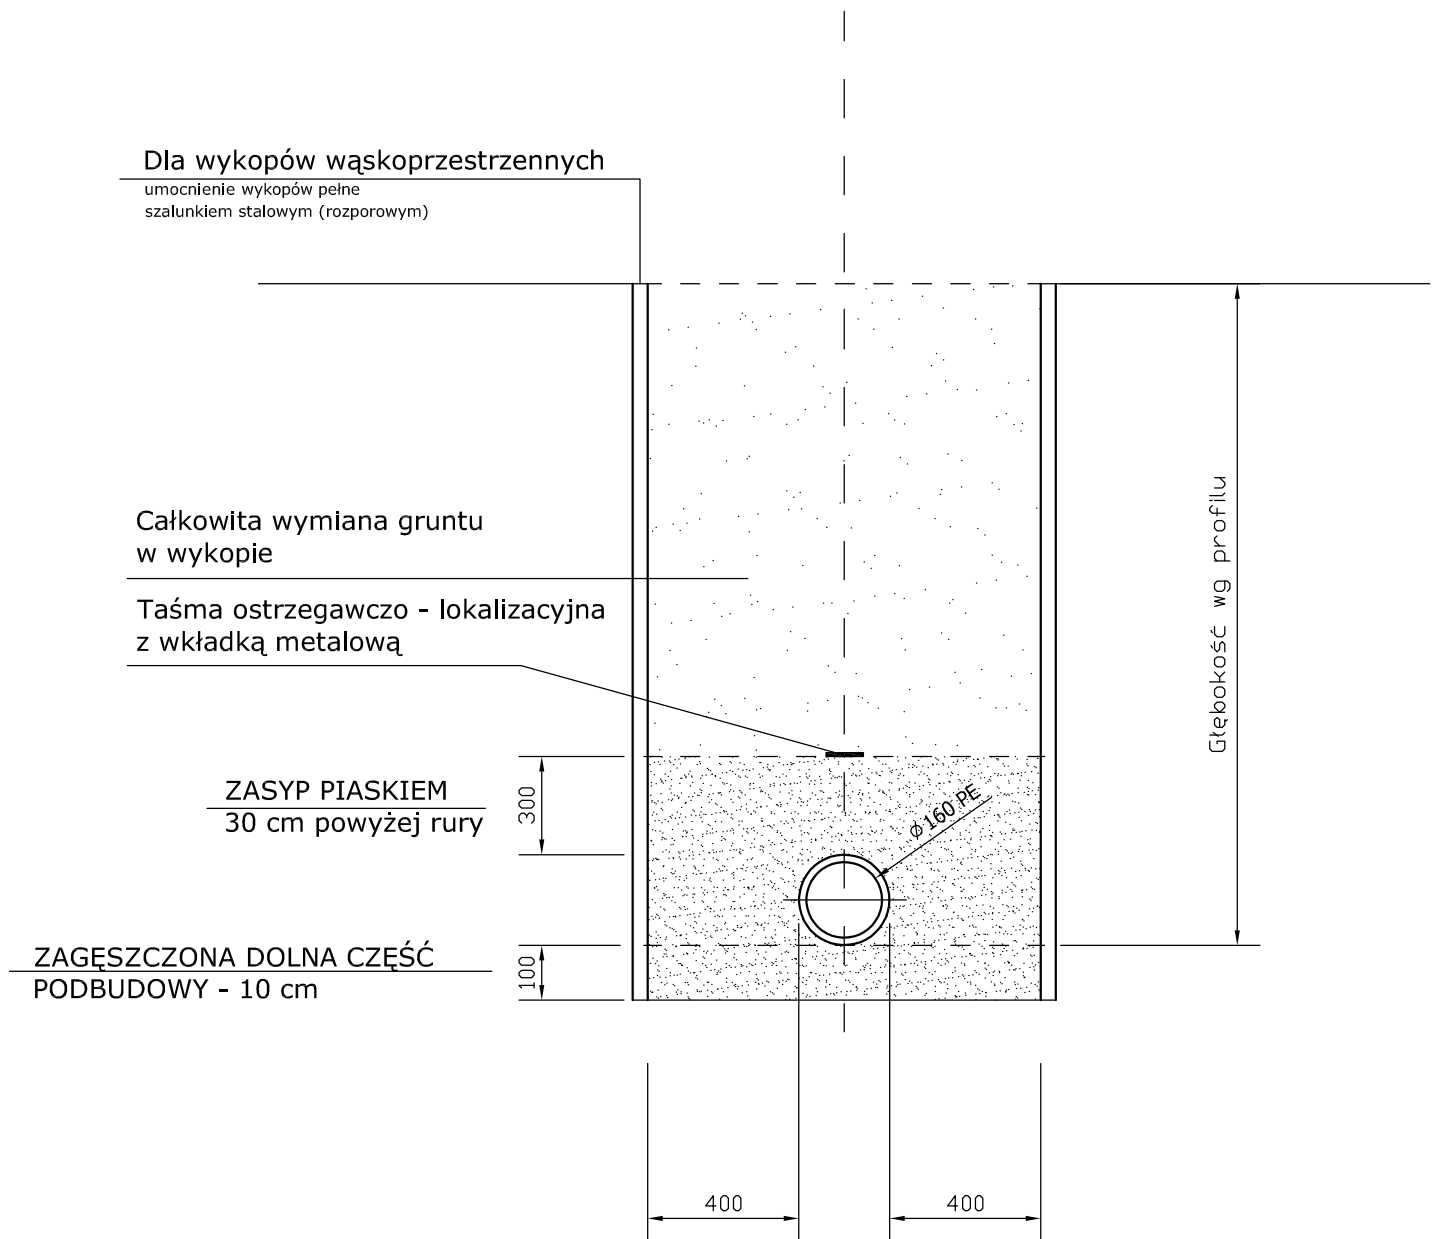 Dla wykopów wąskoprzestrzennych
umocnienie wykopów pełne
szalunkiem stalowym (rozporowym)
Całkowita wymiana gruntu
w wykopie
Taśma ostrzegawczo - lokalizacyjna
z wkładką metalową
Głębokość wg profilu
ZASYP PIASKIEM
30 cm powyżej rury
300
Ø160 PE
ZAGĘSZCZONA DOLNA CZĘŚĆ
PODBUDOWY - 10 cm
100
400
400